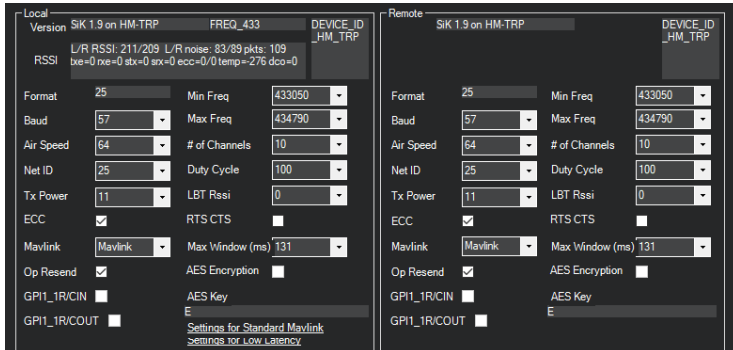 Local
Version SiK 1.9 on HM-TRP FREQ_433 DEVICE_ID
_HM_TRP
RSSI L/R RSSI: 211/209 L/R noise: 83/89 pkts: 109
txe=0 rxe=0 stx=0 srx=0 ecc=0/0 temp=-276 dco=0
Format 25 Min Freq 433050
Baud 57 Max Freq 434790
Air Speed 64 # of Channels 10
Net ID 25 Duty Cycle 100
Tx Power 11 LBT Rssi 0
ECC RTS CTS
Mavlink Mavlink Max Window (ms) 131
Op Resend AES Encryption
GPI1_1R/CIN AES Key
E
GPI1_1R/COUT Settings for Standard Mavlink
Settings for Low Latency
Remote
SiK 1.9 on HM-TRP DEVICE_ID
_HM_TRP
Format 25 Min Freq 433050
Baud 57 Max Freq 434790
Air Speed 64 # of Channels 10
Net ID 25 Duty Cycle 100
Tx Power 11 LBT Rssi 0
ECC RTS CTS
Mavlink Mavlink Max Window (ms) 131
Op Resend AES Encryption
GPI1_1R/CIN AES Key
E
GPI1_1R/COUT